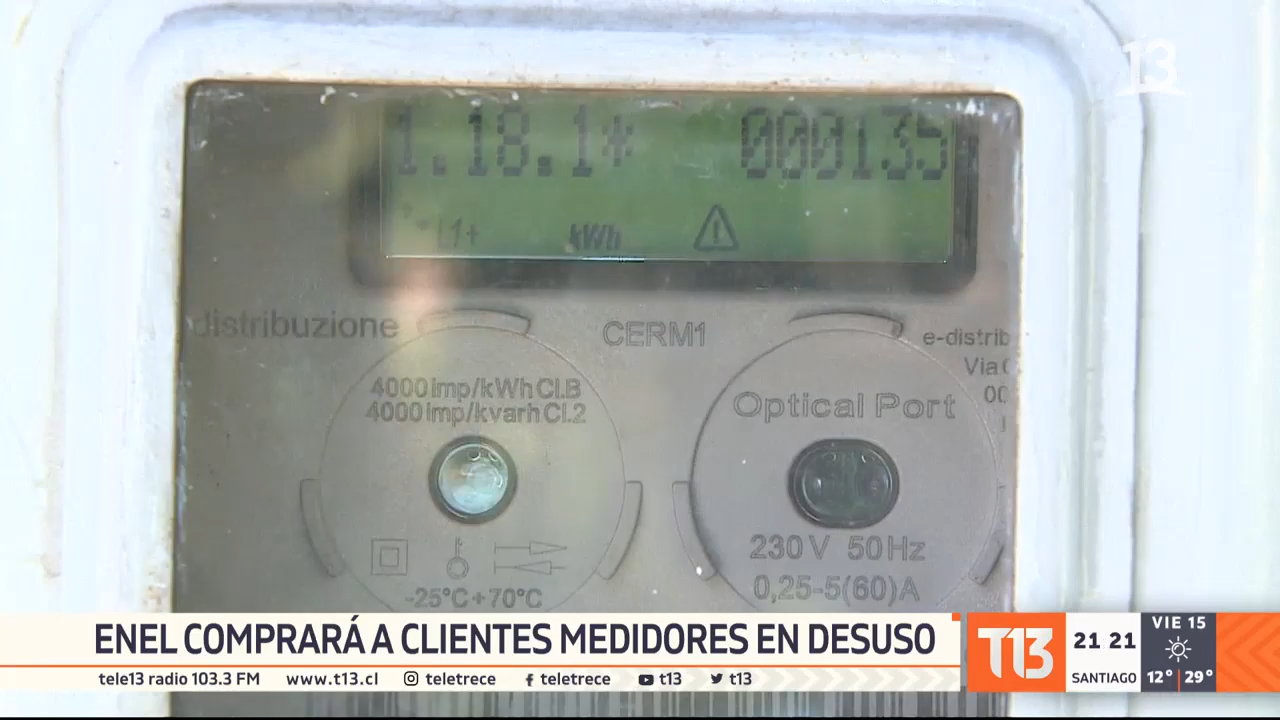 13
1.18.1* 000135
L1+ kWh
distribuzione
CERM1
e-distrib
Via
00
4000 imp/kWh Cl.B
4000 imp/kvarh Cl.2
Optical Port
230 V 50Hz
0,25-5(60)A
-25°C+70°C
ENEL COMPRARÁ A CLIENTES MEDIDORES EN DESUSO
tele13 radio 103.3 FM www.t13.cl teletrece teletrece t13 t13
T13
21 21
SANTIAGO
VIE 15
12° 29°